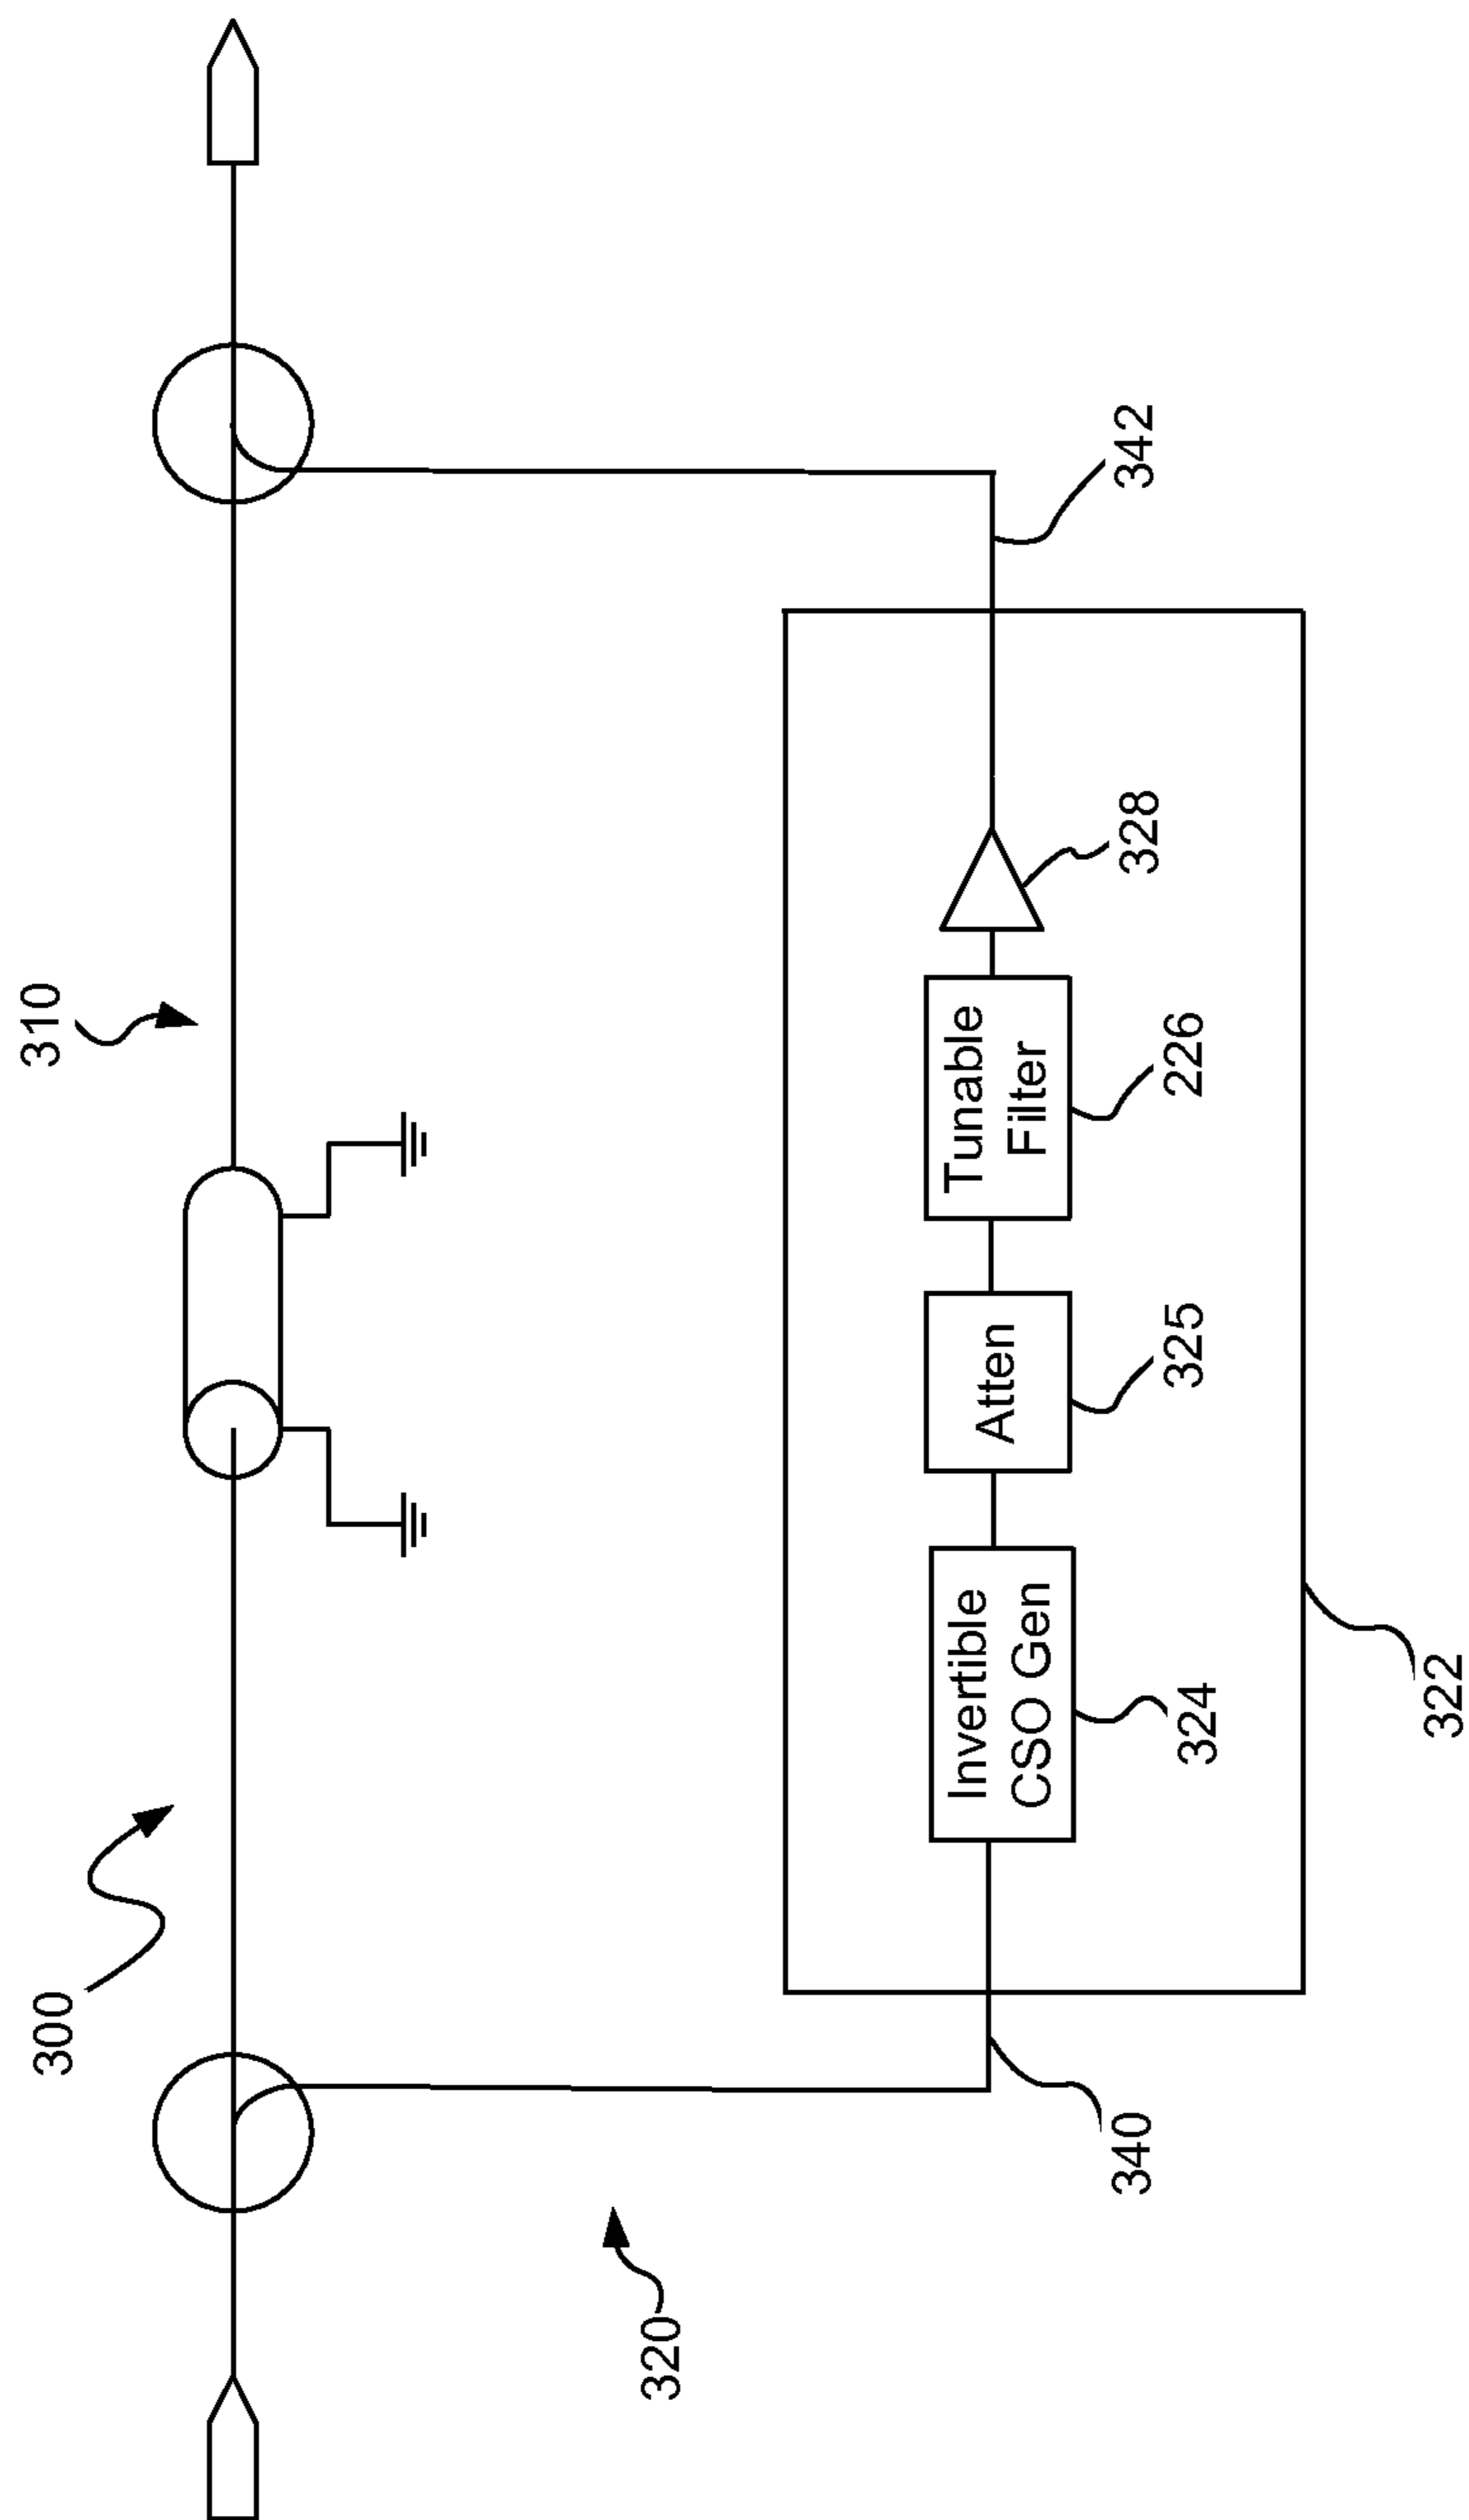 300
310
320
340
Invertible
CSO Gen
324
Atten
325
Tunable
Filter
226
328
342
322